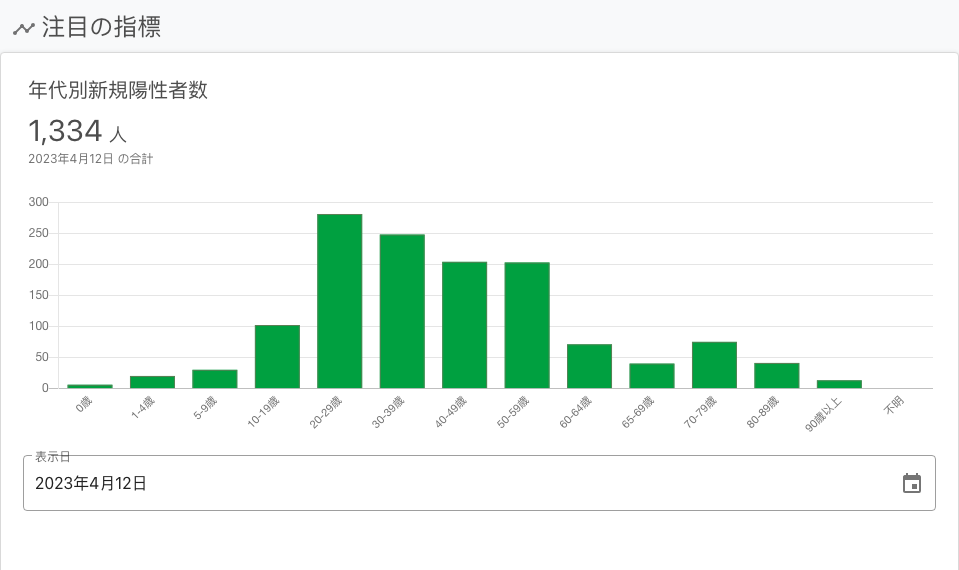 注目の指標
年代別新規陽性者数
1,334 人
2023年4月12日 の合計
300
250
200
150
100
50
0
0歳
1-4歳
5-9歳
10-19歳
20-29歳
30-39歳
40-49歳
50-59歳
60-64歳
65-69歳
70-79歳
80-89歳
90歳以上
不明
表示日
2023年4月12日